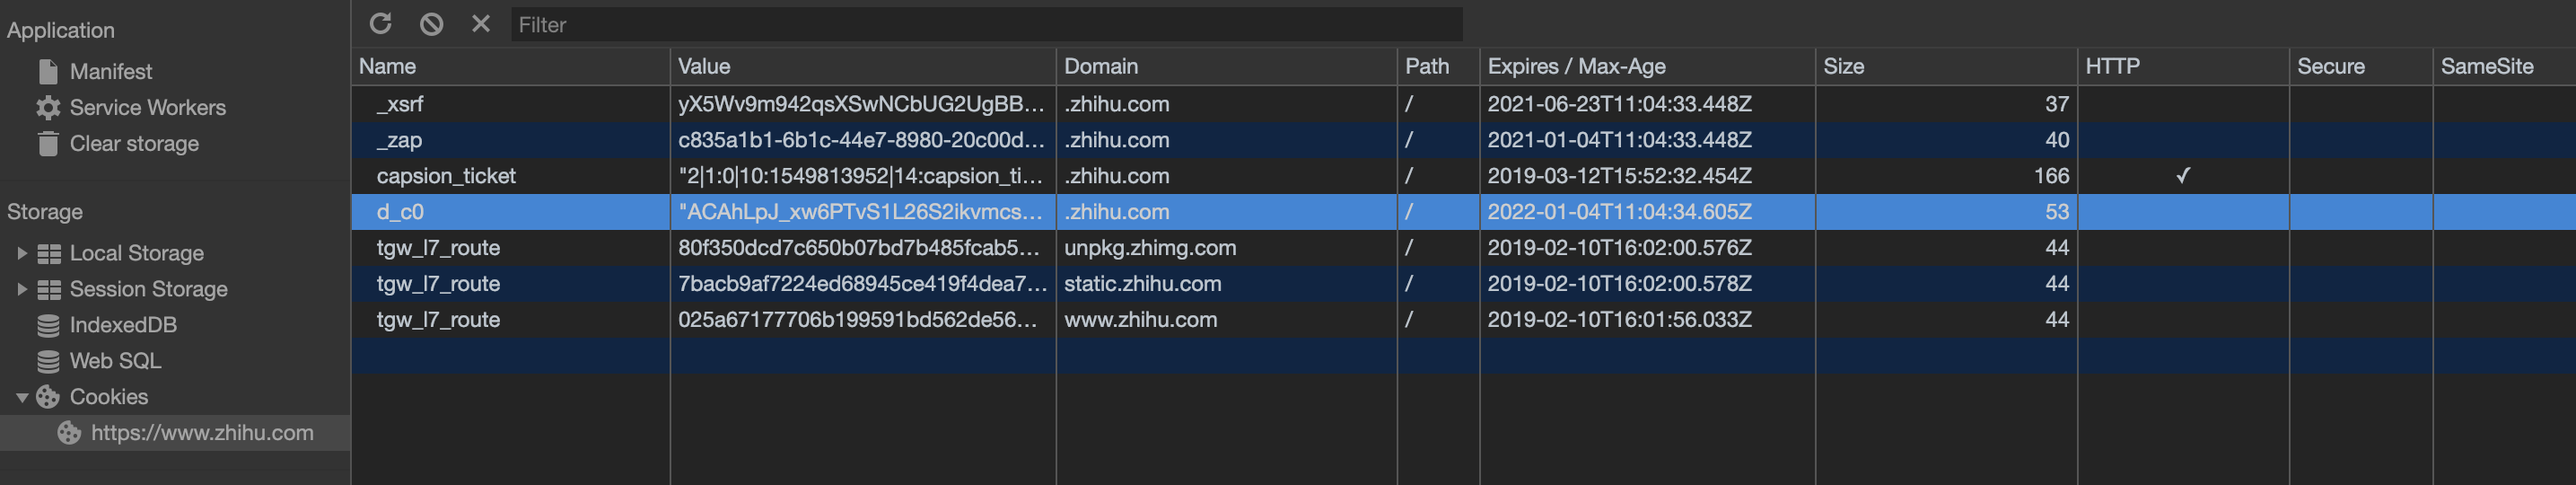 Application
Manifest
Service Workers
Clear storage
Storage
Local Storage
Session Storage
IndexedDB
Web SQL
Cookies
https://www.zhihu.com
Filter
Name Value Domain Path Expires / Max-Age Size HTTP Secure SameSite
_xsrf yX5Wv9m942qsXSwNCbUG2UgBB… .zhihu.com / 2021-06-23T11:04:33.448Z 37
_zap c835a1b1-6b1c-44e7-8980-20c00d… .zhihu.com / 2021-01-04T11:04:33.448Z 40
capsion_ticket "2|1:0|10:1549813952|14:capsion_ti… .zhihu.com / 2019-03-12T15:52:32.454Z 166 ✓
d_c0 "ACAhLpJ_xw6PTvS1L26S2ikvmcs… .zhihu.com / 2022-01-04T11:04:34.605Z 53
tgw_l7_route 80f350dcd7c650b07bd7b485fcab5… unpkg.zhimg.com / 2019-02-10T16:02:00.576Z 44
tgw_l7_route 7bacb9af7224ed68945ce419f4dea7… static.zhihu.com / 2019-02-10T16:02:00.578Z 44
tgw_l7_route 025a67177706b199591bd562de56… www.zhihu.com / 2019-02-10T16:01:56.033Z 44